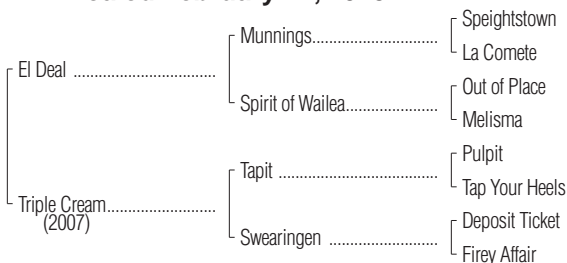 February
Speightstown
Munnings
La Comete
El Deal
Out of Place
Spirit of Wailea
Melisma
Pulpit
Tapit
Tap Your Heels
Triple Cream
(2007)
Deposit Ticket
Swearingen
Firey Affair